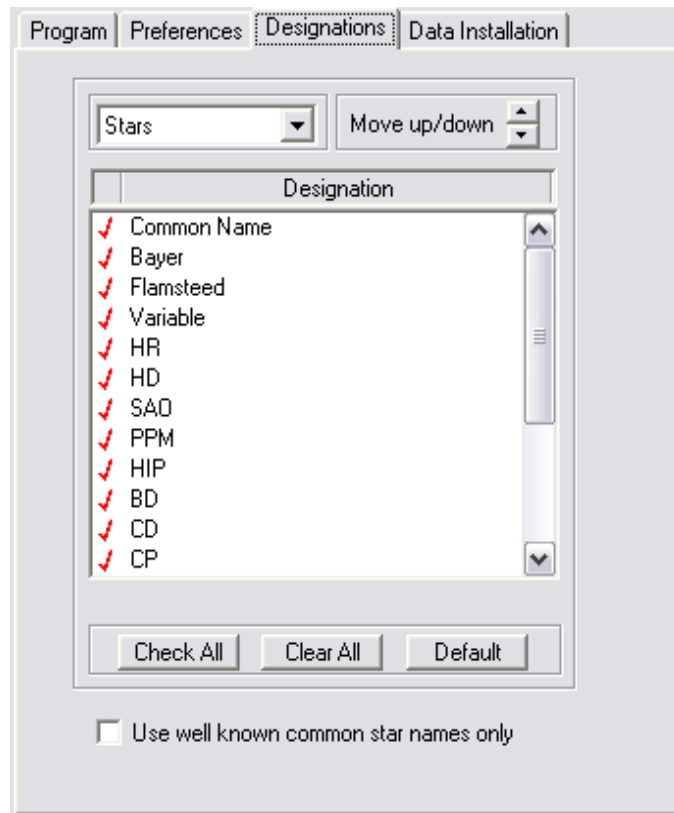 Program Preferences Designations Data Installation
Stars Move up/down
Designation
Common Name
Bayer
Flamsteed
Variable
HR
HD
SAO
PPM
HIP
BD
CD
CP
Check All Clear All Default
Use well known common star names only